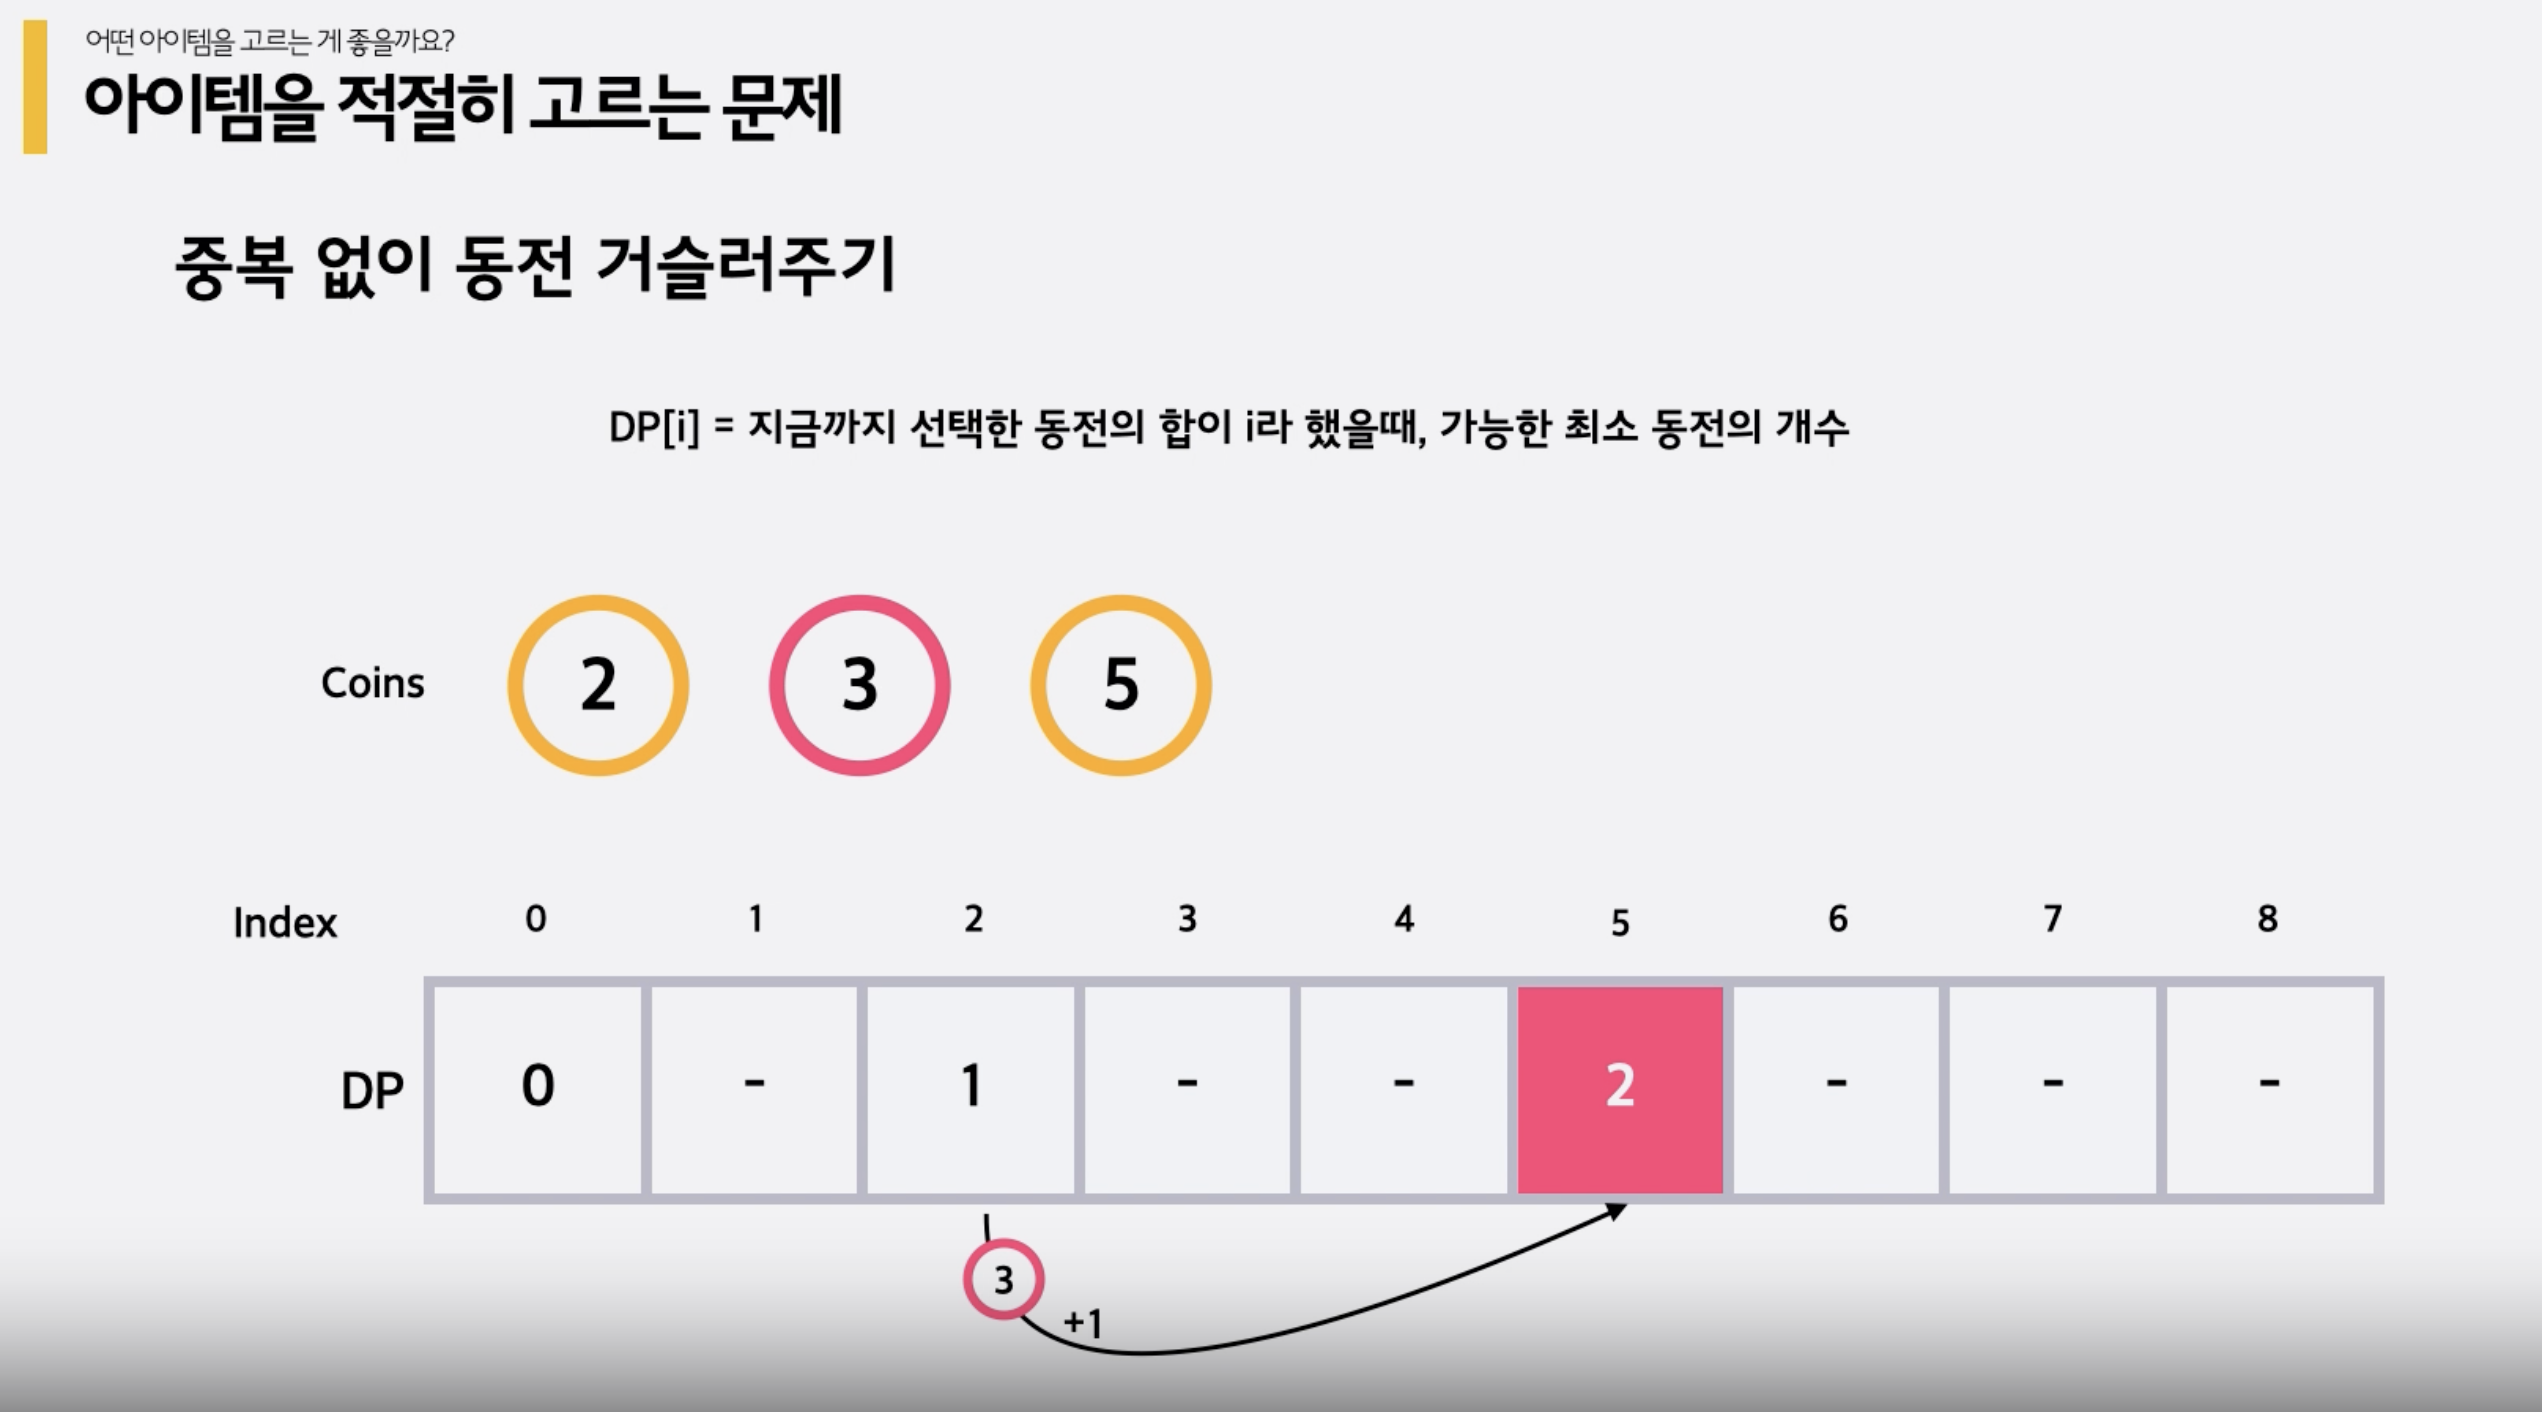 어떤 아이템을 고르는 게 좋을까요?
아이템을 적절히 고르는 문제
중복 없이 동전 거슬러주기
DP[i] = 지금까지 선택한 동전의 합이 i라 했을때, 가능한 최소 동전의 개수
Coins 2 3 5
Index 0 1 2 3 4 5 6 7 8
DP 0 - 1 - - 2 - - -
3
+1